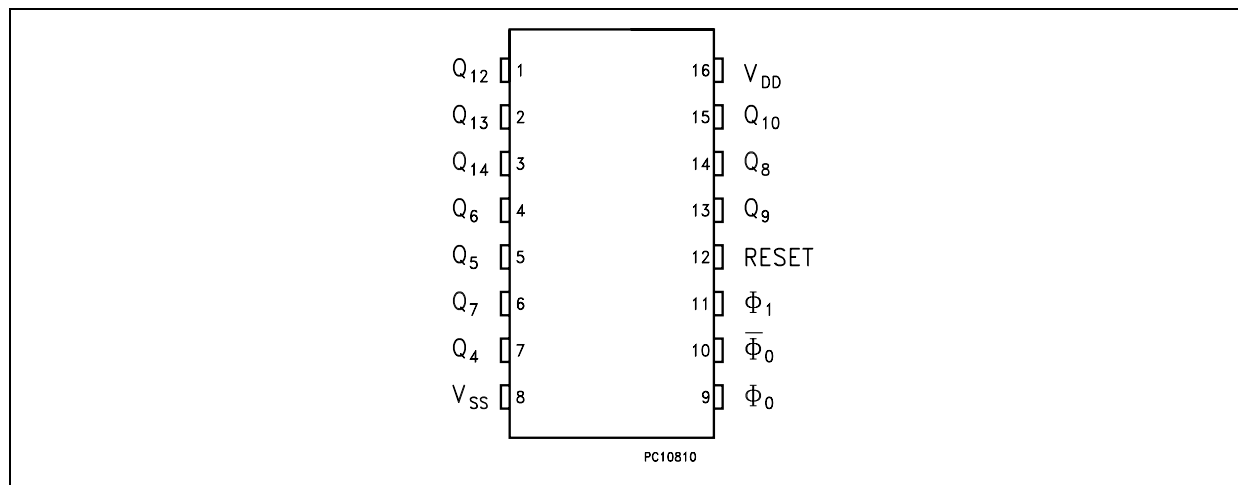 Q12 1 16 VDD
Q13 2 15 Q10
Q14 3 14 Q8
Q6 4 13 Q9
Q5 5 12 RESET
Q7 6 11 Φ1
Q4 7 10 Φ̅0
VSS 8 9 Φ0
PC10810